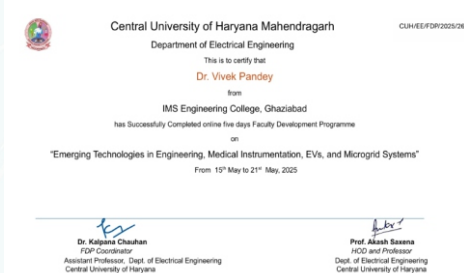 Central University of Haryana Mahendragarh
CUH/EE/FDP/2025/26
Department of Electrical Engineering
This is to certify that
Dr. Vivek Pandey
from
IMS Engineering College, Ghaziabad
has Successfully Completed online five days Faculty Development Programme
on
“Emerging Technologies in Engineering, Medical Instrumentation, EVs, and Microgrid Systems”
From 15th May to 21st May, 2025
Dr. Kalpana Chauhan
FDP Coordinator
Assistant Professor, Dept. of Electrical Engineering
Central University of Haryana
Prof. Akash Saxena
HOD and Professor
Dept. of Electrical Engineering
Central University of Haryana